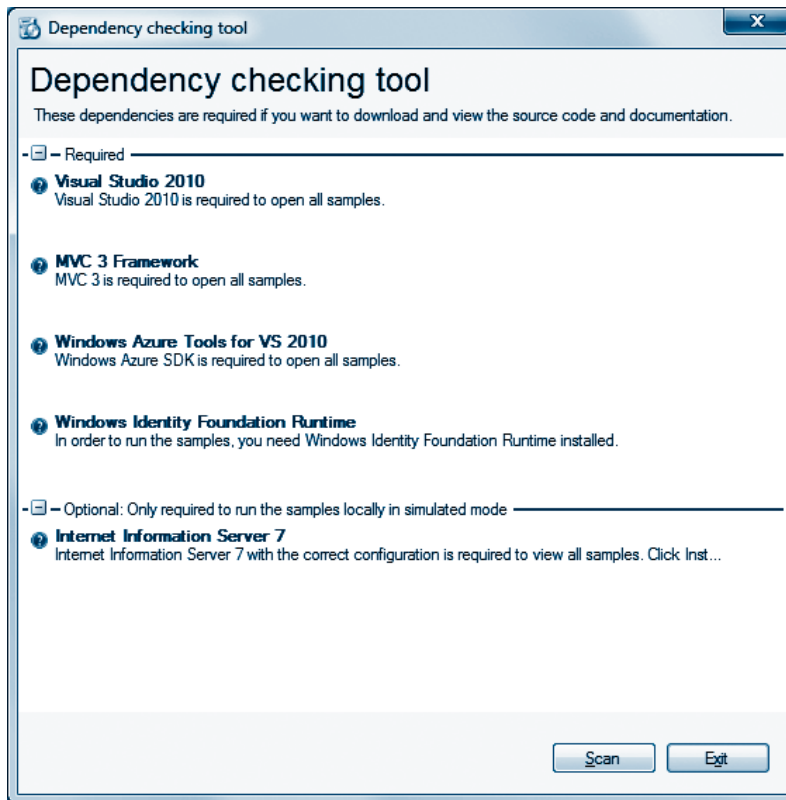 Dependency checking tool
X
Dependency checking tool
These dependencies are required if you want to download and view the source code and documentation.
Required
Visual Studio 2010
Visual Studio 2010 is required to open all samples.
MVC 3 Framework
MVC 3 is required to open all samples.
Windows Azure Tools for VS 2010
Windows Azure SDK is required to open all samples.
Windows Identity Foundation Runtime
In order to run the samples, you need Windows Identity Foundation Runtime installed.
Optional: Only required to run the samples locally in simulated mode
Internet Information Server 7
Internet Information Server 7 with the correct configuration is required to view all samples. Click Inst...
Scan
Exit